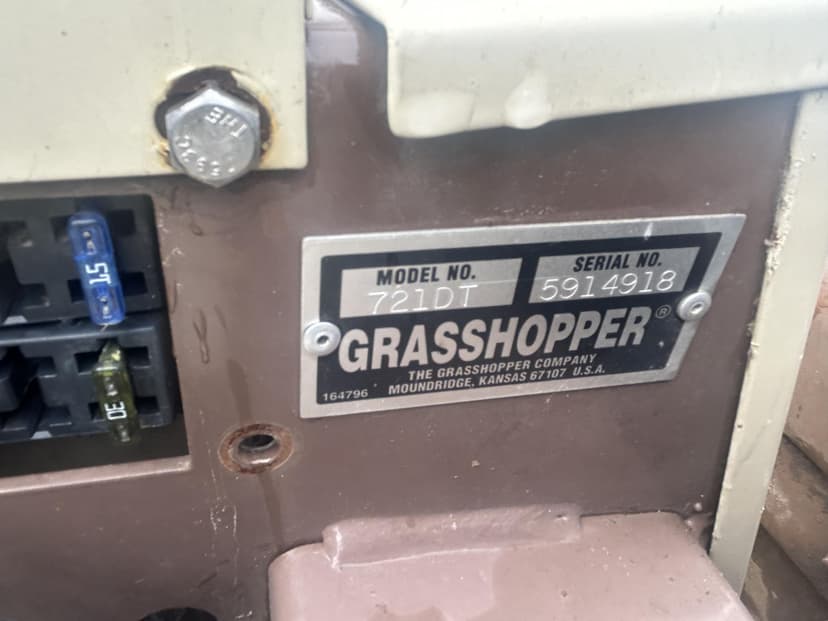 THE
15
30
MODEL NO.
721DT
SERIAL NO.
5914918
GRASSHOPPER®
THE GRASSHOPPER COMPANY
MOUNDRIDGE, KANSAS 67107 U.S.A.
164796